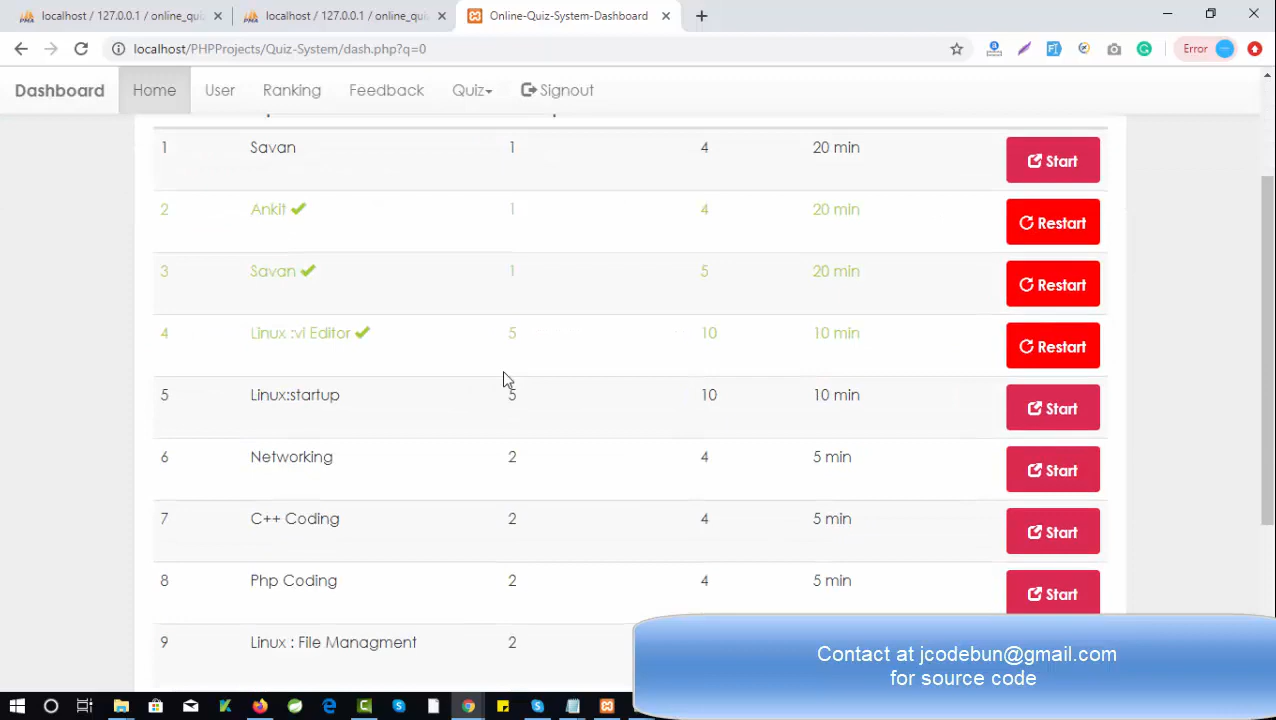 localhost / 127.0.0.1 / online_qu
localhost / 127.0.0.1 / online_qu
Online-Quiz-System-Dashboard
localhost/PHPProjects/Quiz-System/dash.php?q=0
Error
Dashboard
Home
User
Ranking
Feedback
Quiz
Signout
1 Savan 1 4 20 min Start
2 Ankit 1 4 20 min Restart
3 Savan 1 5 20 min Restart
4 Linux :vi Editor 5 10 10 min Restart
5 Linux:startup 5 10 10 min Start
6 Networking 2 4 5 min Start
7 C++ Coding 2 4 5 min Start
8 Php Coding 2 4 5 min Start
9 Linux : File Managment 2
Contact at jcodebun@gmail.com
for source code